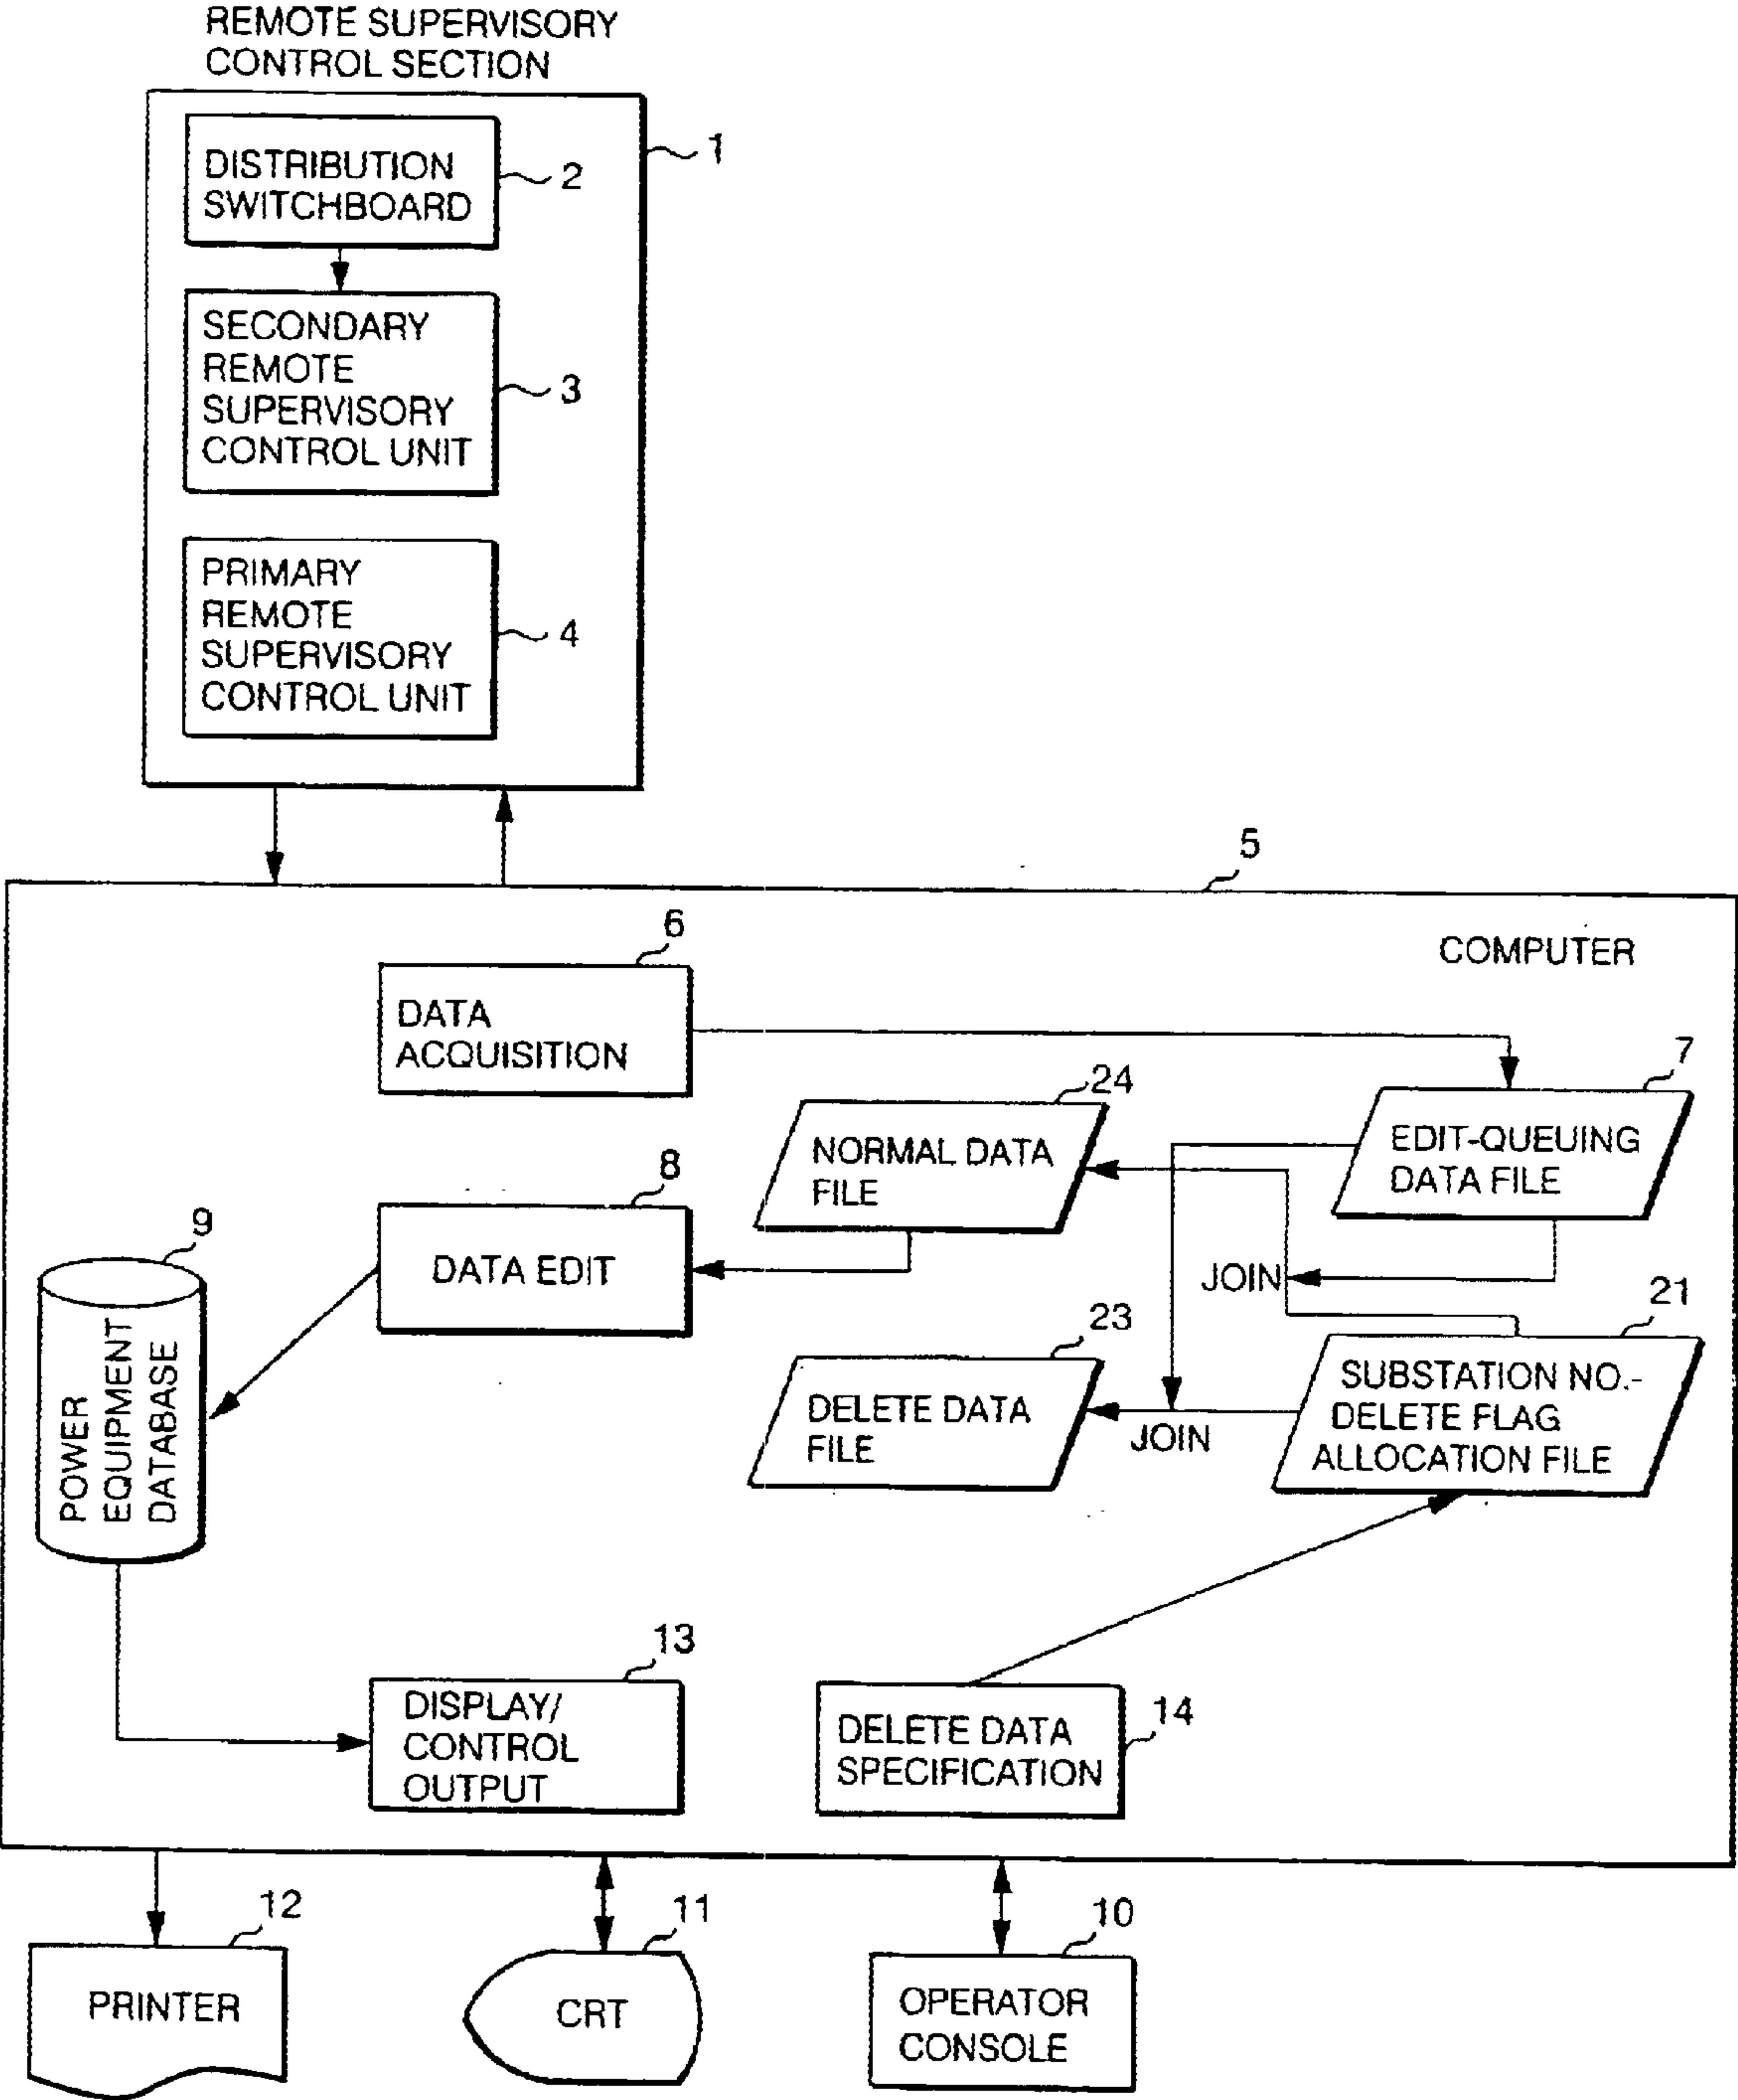 REMOTE SUPERVISORY
CONTROL SECTION
1
DISTRIBUTION
SWITCHBOARD
2
SECONDARY
REMOTE
SUPERVISORY
CONTROL UNIT
3
PRIMARY
REMOTE
SUPERVISORY
CONTROL UNIT
4
5
COMPUTER
6
DATA
ACQUISITION
7
EDIT-QUEUING
DATA FILE
24
NORMAL DATA
FILE
8
DATA EDIT
9
POWER
EQUIPMENT
DATABASE
JOIN
21
SUBSTATION NO.-
DELETE FLAG
ALLOCATION FILE
23
DELETE DATA
FILE
JOIN
13
DISPLAY/
CONTROL
OUTPUT
14
DELETE DATA
SPECIFICATION
12
PRINTER
11
CRT
10
OPERATOR
CONSOLE